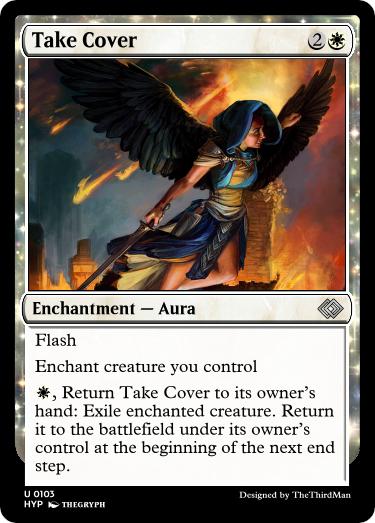 Take Cover 2
Enchantment — Aura
Flash
Enchant creature you control
, Return Take Cover to its owner's
hand: Exile enchanted creature. Return
it to the battlefield under its owner's
control at the beginning of the next end
step.
U 0103
HYP THEGRYPH
Designed by TheThirdMan